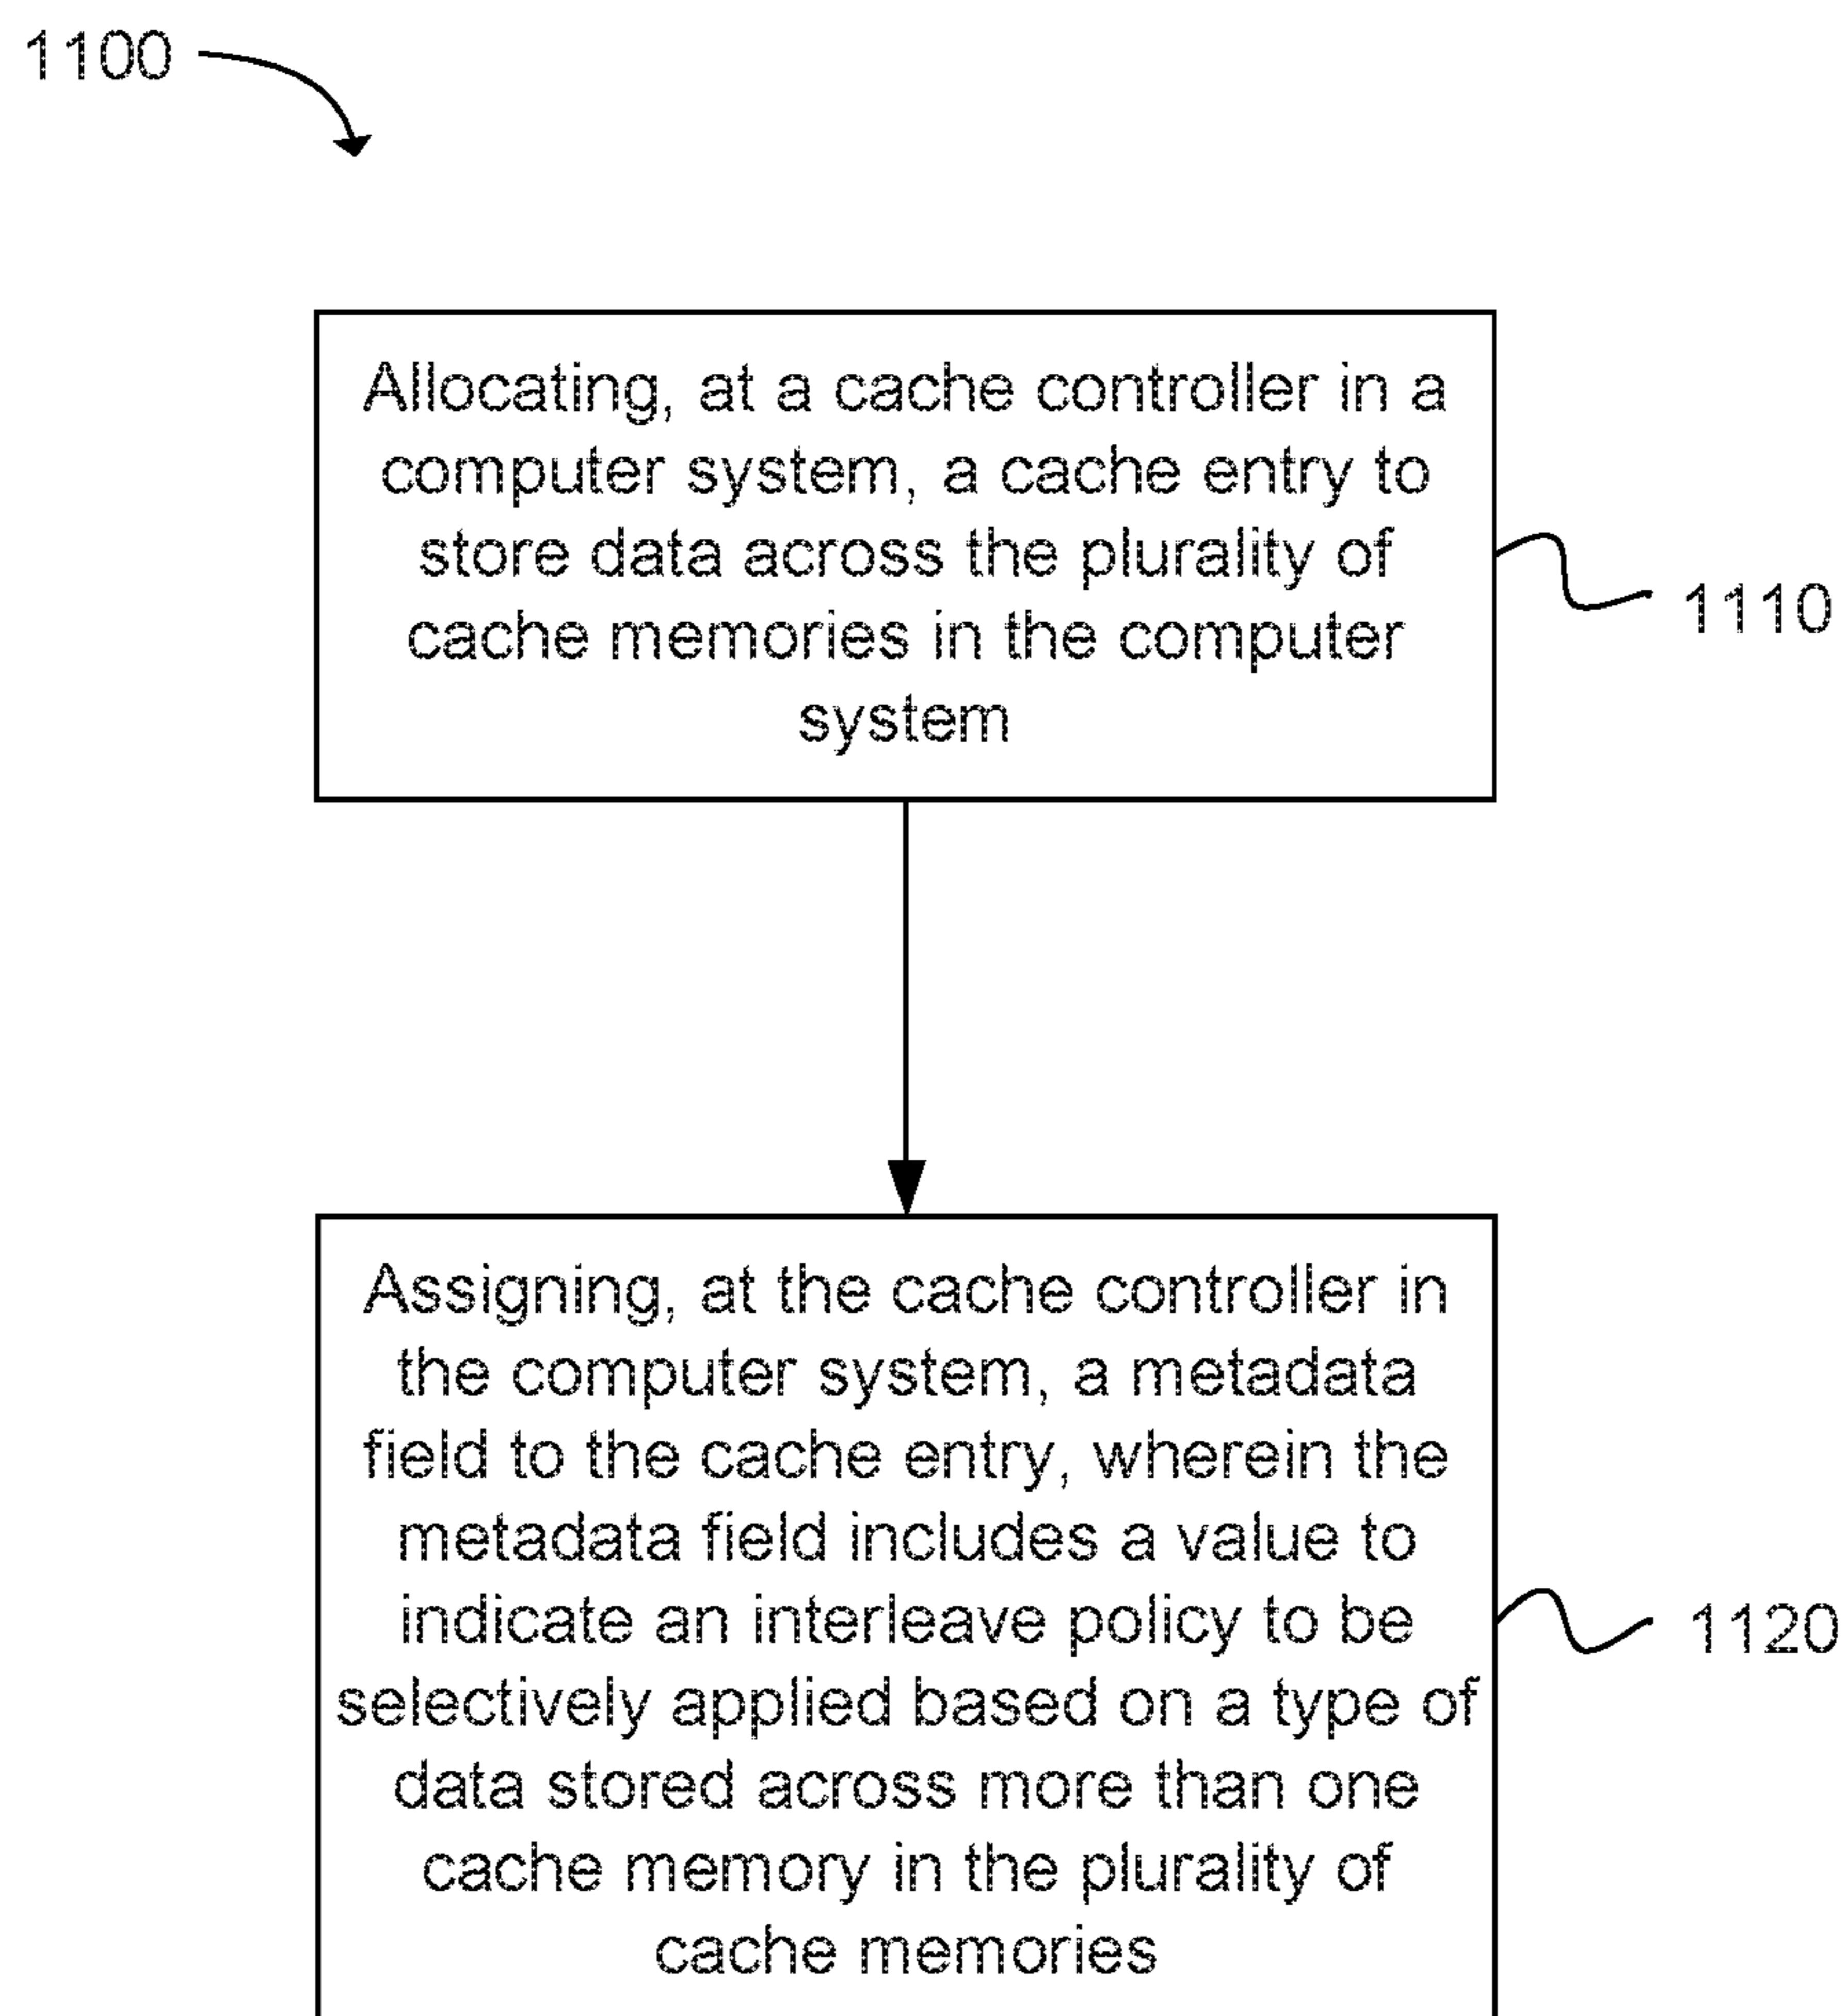 1100
Allocating, at a cache controller in a
computer system, a cache entry to
store data across the plurality of
cache memories in the computer
system
1110
Assigning, at the cache controller in
the computer system, a metadata
field to the cache entry, wherein the
metadata field includes a value to
indicate an interleave policy to be
selectively applied based on a type of
data stored across more than one
cache memory in the plurality of
cache memories
1120